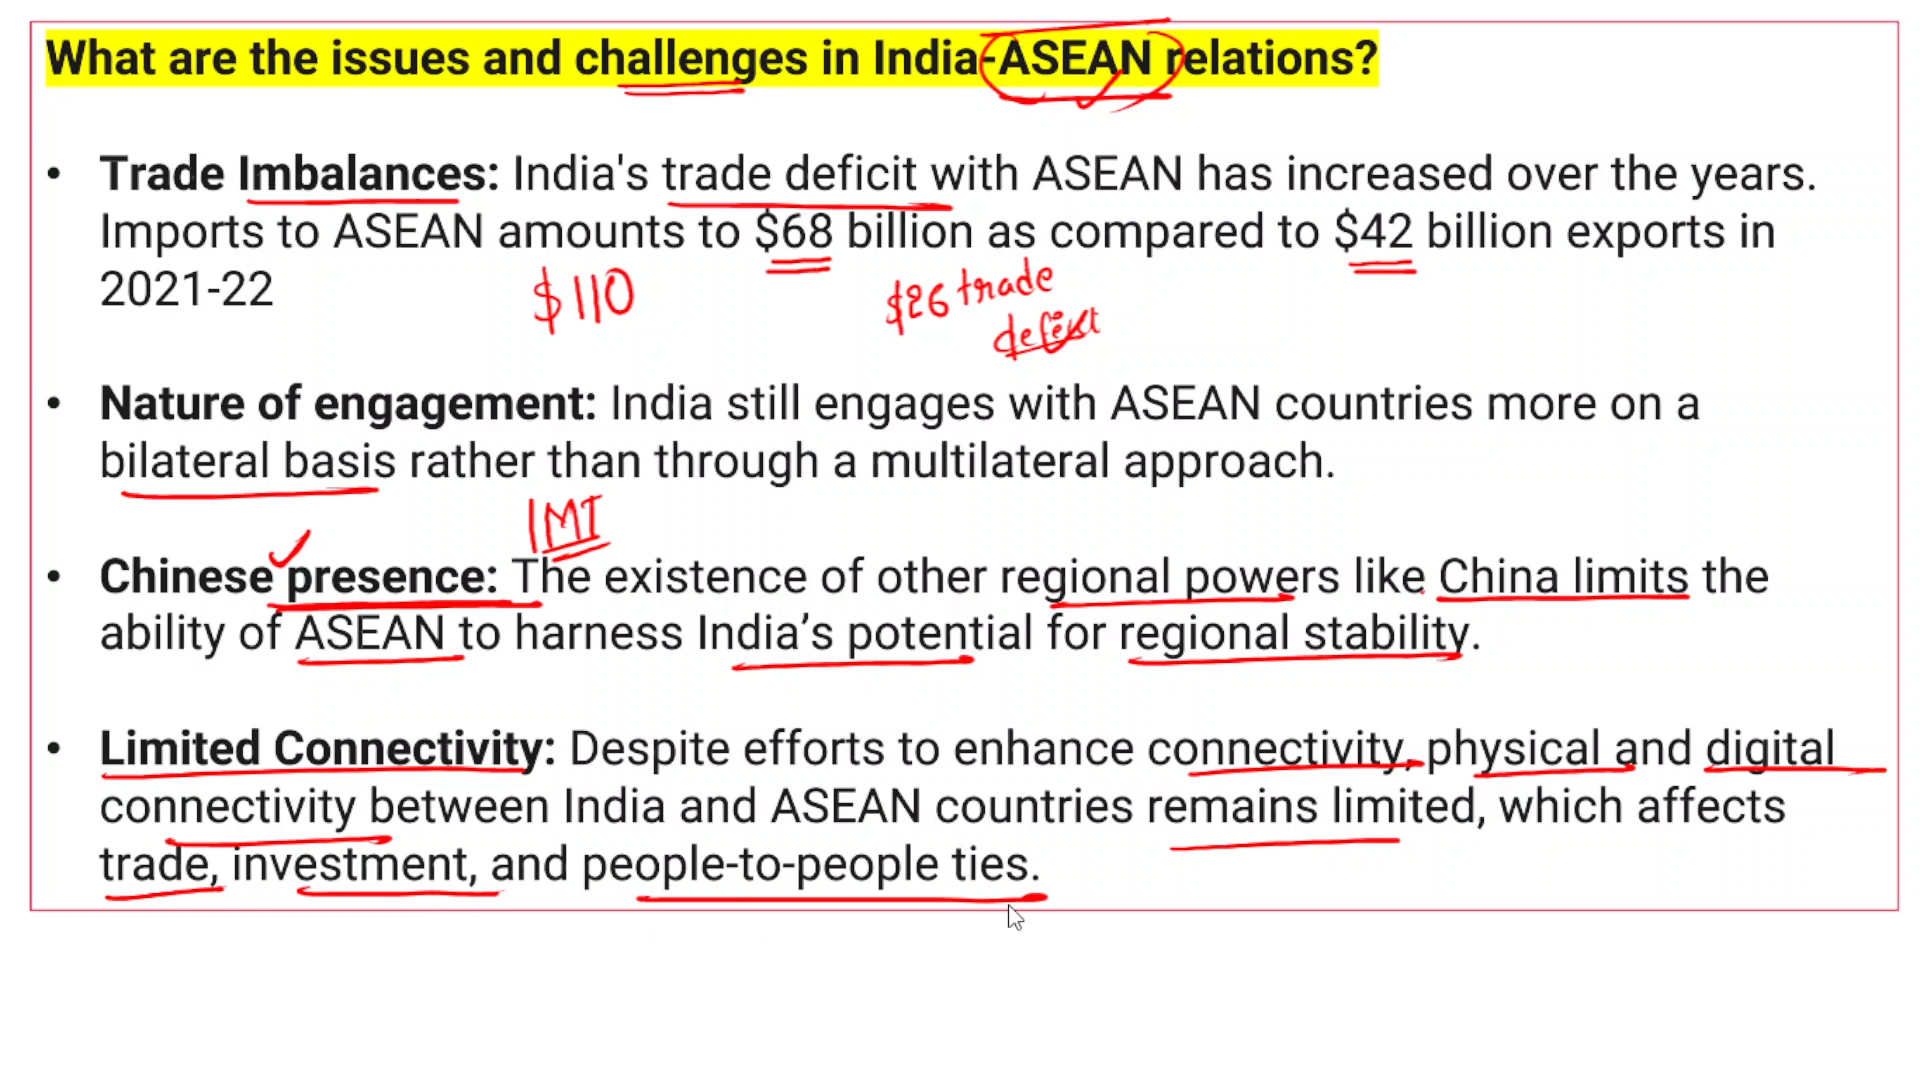 What are the issues and challenges in India-ASEAN relations?
• Trade Imbalances: India's trade deficit with ASEAN has increased over the years.
Imports to ASEAN amounts to $68 billion as compared to $42 billion exports in
2021-22
$110
$26 trade
deficit
• Nature of engagement: India still engages with ASEAN countries more on a
bilateral basis rather than through a multilateral approach.
IMT
• Chinese presence: The existence of other regional powers like China limits the
ability of ASEAN to harness India’s potential for regional stability.
• Limited Connectivity: Despite efforts to enhance connectivity, physical and digital
connectivity between India and ASEAN countries remains limited, which affects
trade, investment, and people-to-people ties.